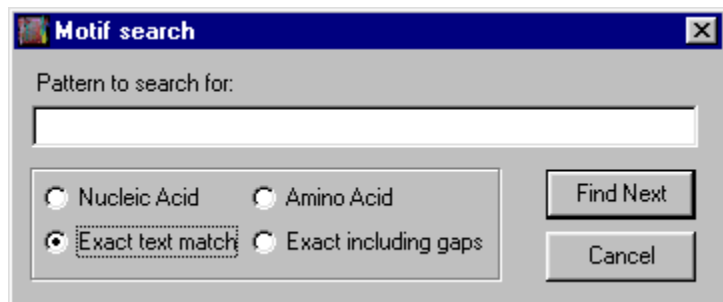 Motif search
Pattern to search for:
Nucleic Acid
Amino Acid
Find Next
Exact text match
Exact including gaps
Cancel